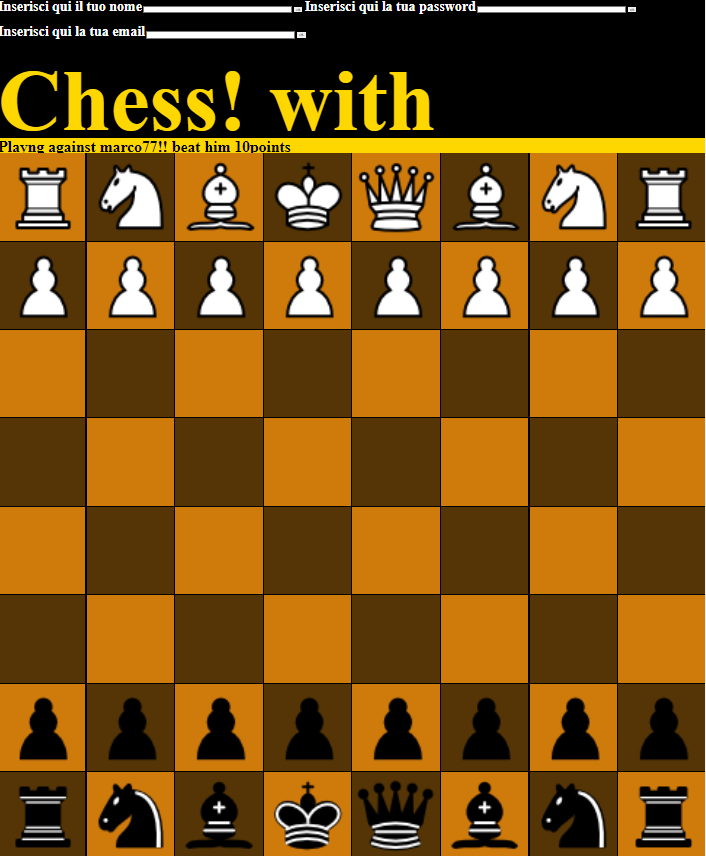 Inserisci qui il tuo nome Inserisci qui la tua password
Inserisci qui la tua email
Chess! with
Playng against marco77!! beat him 10points